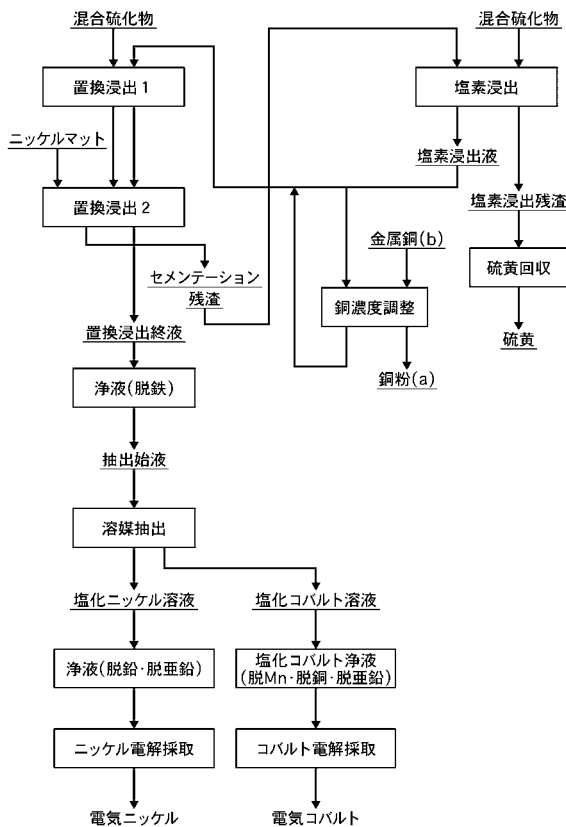 混合硫化物
混合硫化物
置換浸出1
塩素浸出
ニッケルマット
塩素浸出液
置換浸出2
塩素浸出残渣
金属銅(b)
セメンテーション
残渣
硫黄回収
銅濃度調整
置換浸出終液
硫黄
浄液(脱鉄)
銅粉(a)
抽出始液
溶媒抽出
塩化ニッケル溶液
塩化コバルト溶液
浄液(脱鉛・脱亜鉛)
塩化コバルト浄液
(脱Mn・脱銅・脱亜鉛)
ニッケル電解採取
コバルト電解採取
電気ニッケル
電気コバルト